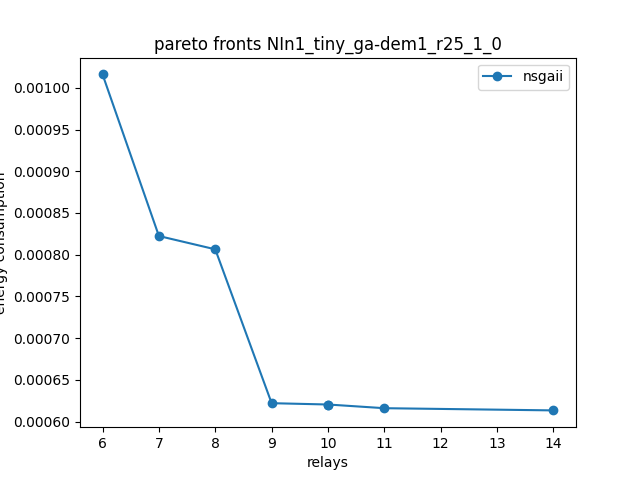 pareto fronts NIn1_tiny_ga-dem1_r25_1_0
nsgaii
0.00100
0.00095
0.00090
0.00085
0.00080
0.00075
0.00070
0.00065
0.00060
energy consumption
6 7 8 9 10 11 12 13 14
relays